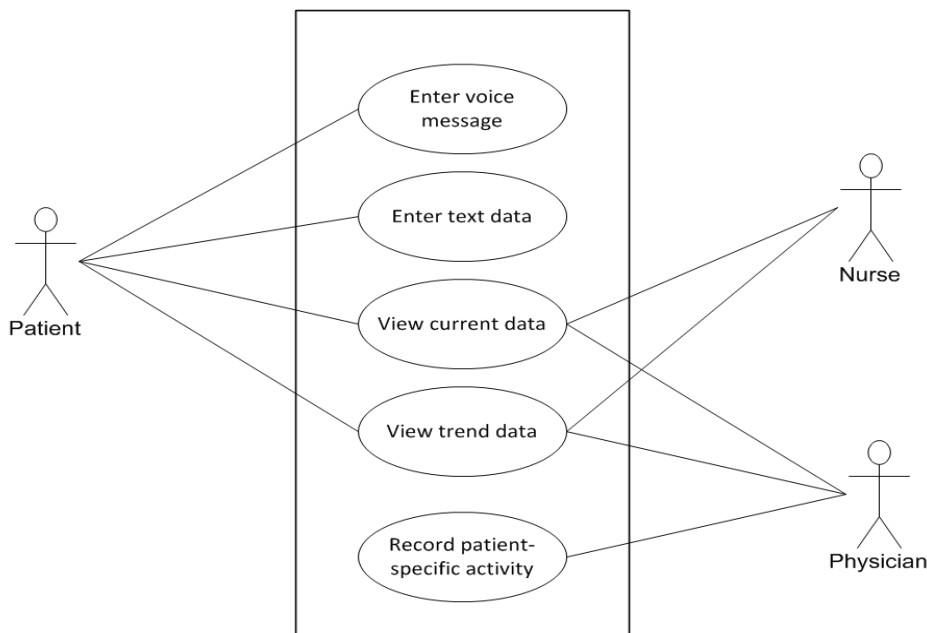 Enter voice
message
Enter text data
Nurse
Patient
View current data
View trend data
Record patient-
specific activity
Physician